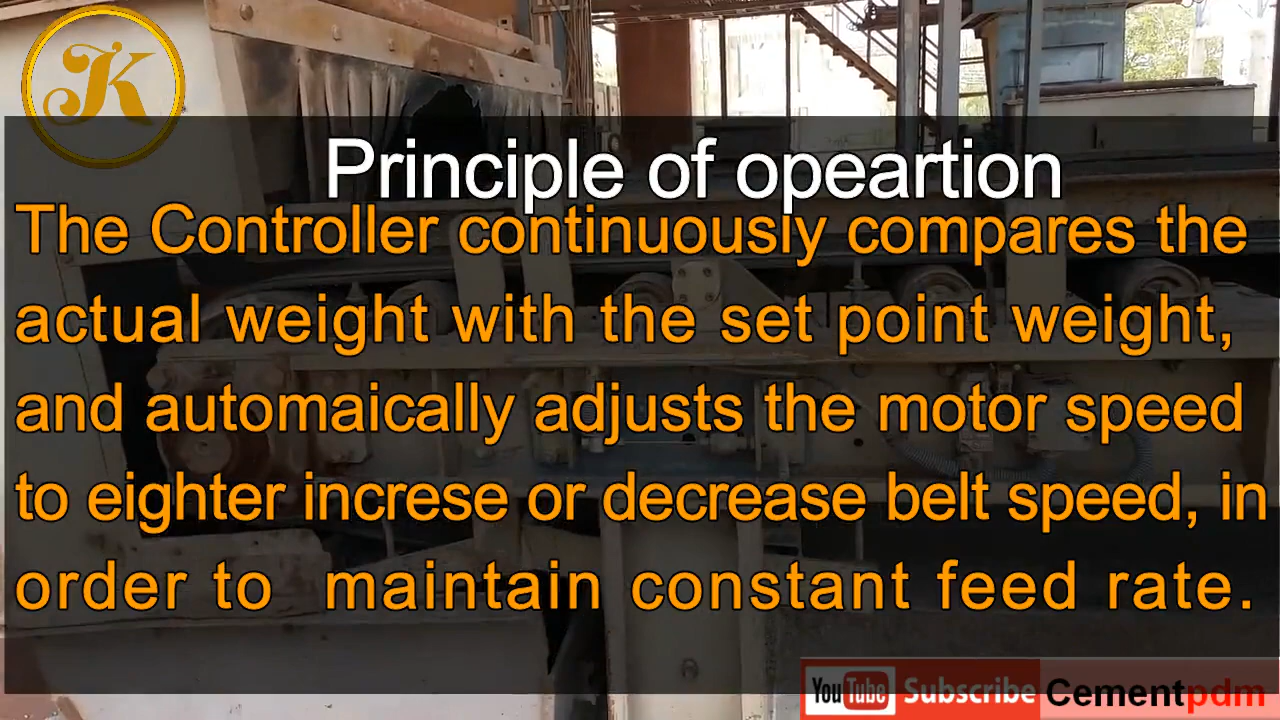 K
Principle of opeartion
The Controller continuously compares the
actual weight with the set point weight,
and automaically adjusts the motor speed
to eighter increse or decrease belt speed, in
order to maintain constant feed rate.
YouTube Subscribe Cementpdm